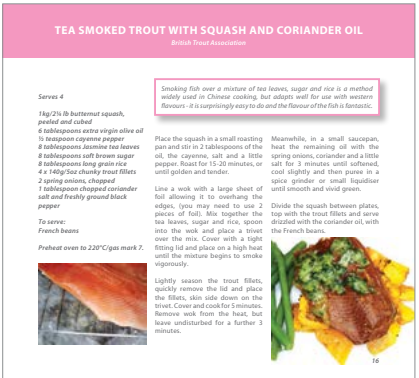 TEA SMOKED TROUT WITH SQUASH AND CORIANDER OIL
British Trout Association
Smoking fish over a mixture of tea leaves, sugar and rice is a method
widely used in Chinese cooking, but adapts well for use with western
flavours - it is surprisingly easy to do and the flavour of the fish is fantastic.
Serves 4
1kg/2¼ lb butternut squash,
peeled and cubed
6 tablespoons extra virgin olive oil
½ teaspoon cayenne pepper
8 tablespoons Jasmine tea leaves
8 tablespoons soft brown sugar
8 tablespoons long grain rice
4 x 140g/5oz chunky trout fillets
2 spring onions, chopped
1 tablespoon chopped coriander
salt and freshly ground black
pepper
To serve:
French beans
Preheat oven to 220°C/gas mark 7.
Place the squash in a small roasting
pan and stir in 2 tablespoons of the
oil, the cayenne, salt and a little
pepper. Roast for 15-20 minutes, or
until golden and tender.
Line a wok with a large sheet of
foil allowing it to overhang the
edges, (you may need to use 2
pieces of foil). Mix together the
tea leaves, sugar and rice, spoon
into the wok and place a trivet
over the mix. Cover with a tight
fitting lid and place on a high heat
until the mixture begins to smoke
vigorously.
Lightly season the trout fillets,
quickly remove the lid and place
the fillets, skin side down on the
trivet. Cover and cook for 5 minutes.
Remove wok from the heat, but
leave undisturbed for a further 3
minutes.
Meanwhile, in a small saucepan,
heat the remaining oil with the
spring onions, coriander and a little
salt for 3 minutes until softened,
cool slightly and then puree in a
spice grinder or small liquidiser
until smooth and vivid green.
Divide the squash between plates,
top with the trout fillets and serve
drizzled with the coriander oil, with
the French beans.
16